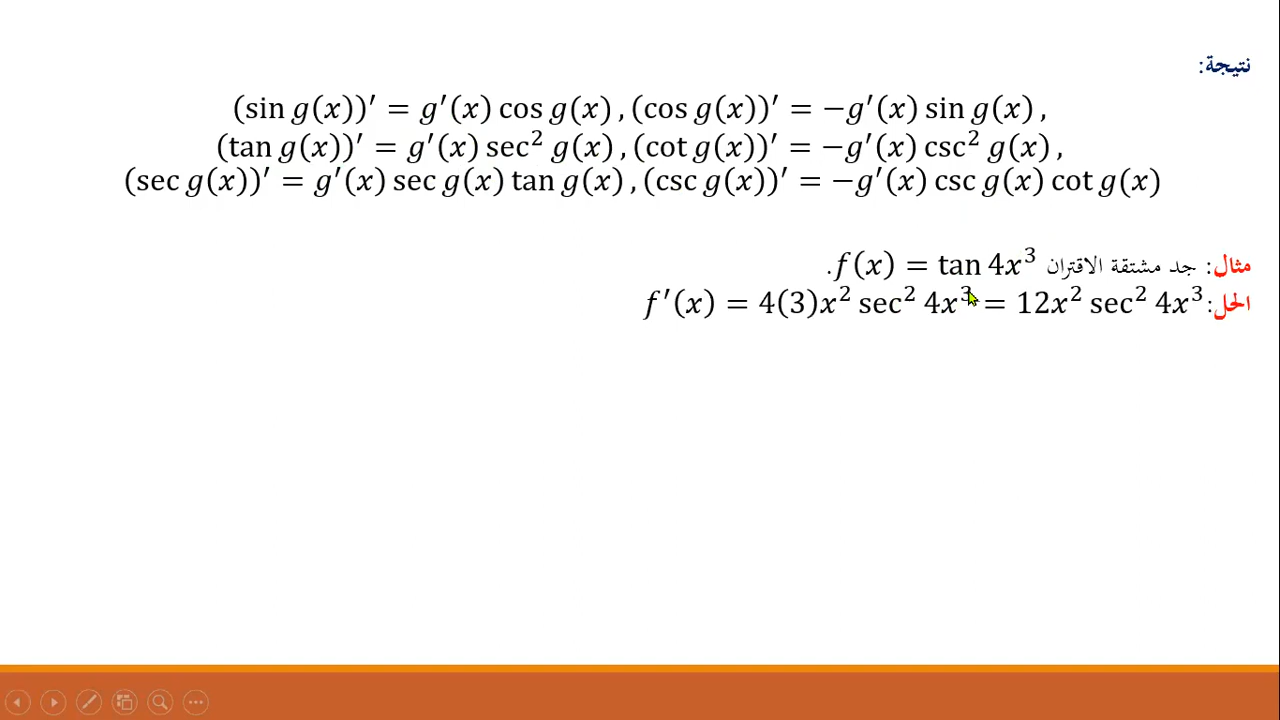 نتيجة:
(sin g(x))′ = g′(x) cos g(x) , (cos g(x))′ = −g′(x) sin g(x) ,
(tan g(x))′ = g′(x) sec² g(x) , (cot g(x))′ = −g′(x) csc² g(x) ,
(sec g(x))′ = g′(x) sec g(x) tan g(x) , (csc g(x))′ = −g′(x) csc g(x) cot g(x)
مثال: جد مشتقة الاقتران f(x) = tan 4x³.
الحل: f′(x) = 4(3)x² sec² 4x³ = 12x² sec² 4x³